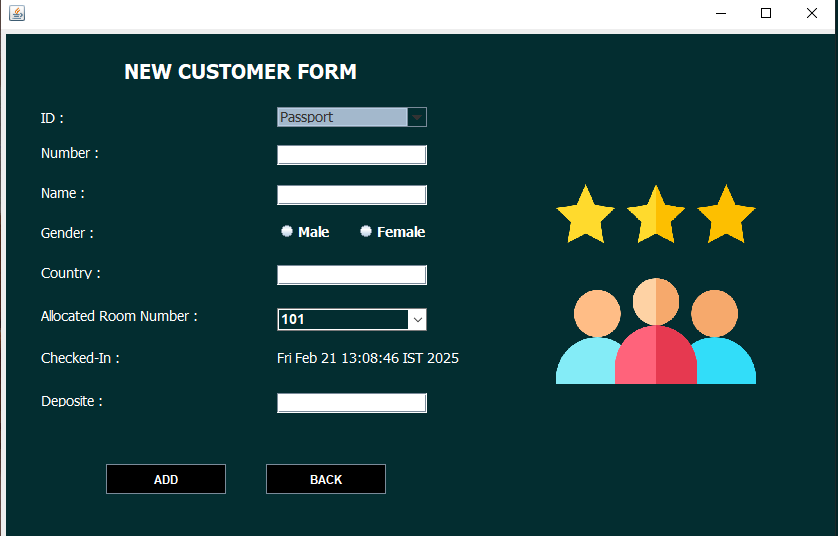 NEW CUSTOMER FORM
ID : Passport
Number :
Name :
Gender : Male Female
Country :
Allocated Room Number : 101
Checked-In : Fri Feb 21 13:08:46 IST 2025
Deposite :
ADD BACK